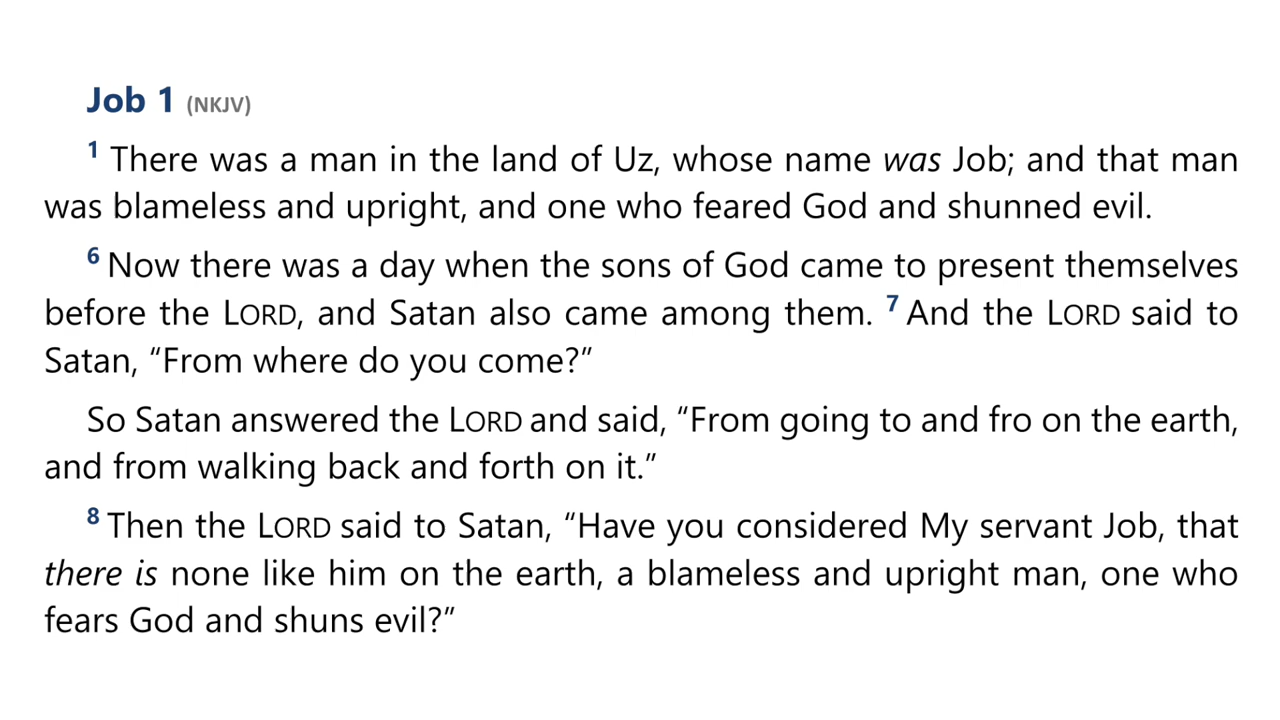 Job 1 (NKJV)
1 There was a man in the land of Uz, whose name was Job; and that man
was blameless and upright, and one who feared God and shunned evil.
6 Now there was a day when the sons of God came to present themselves
before the LORD, and Satan also came among them. 7 And the LORD said to
Satan, “From where do you come?”
So Satan answered the LORD and said, “From going to and fro on the earth,
and from walking back and forth on it.”
8 Then the LORD said to Satan, “Have you considered My servant Job, that
there is none like him on the earth, a blameless and upright man, one who
fears God and shuns evil?”